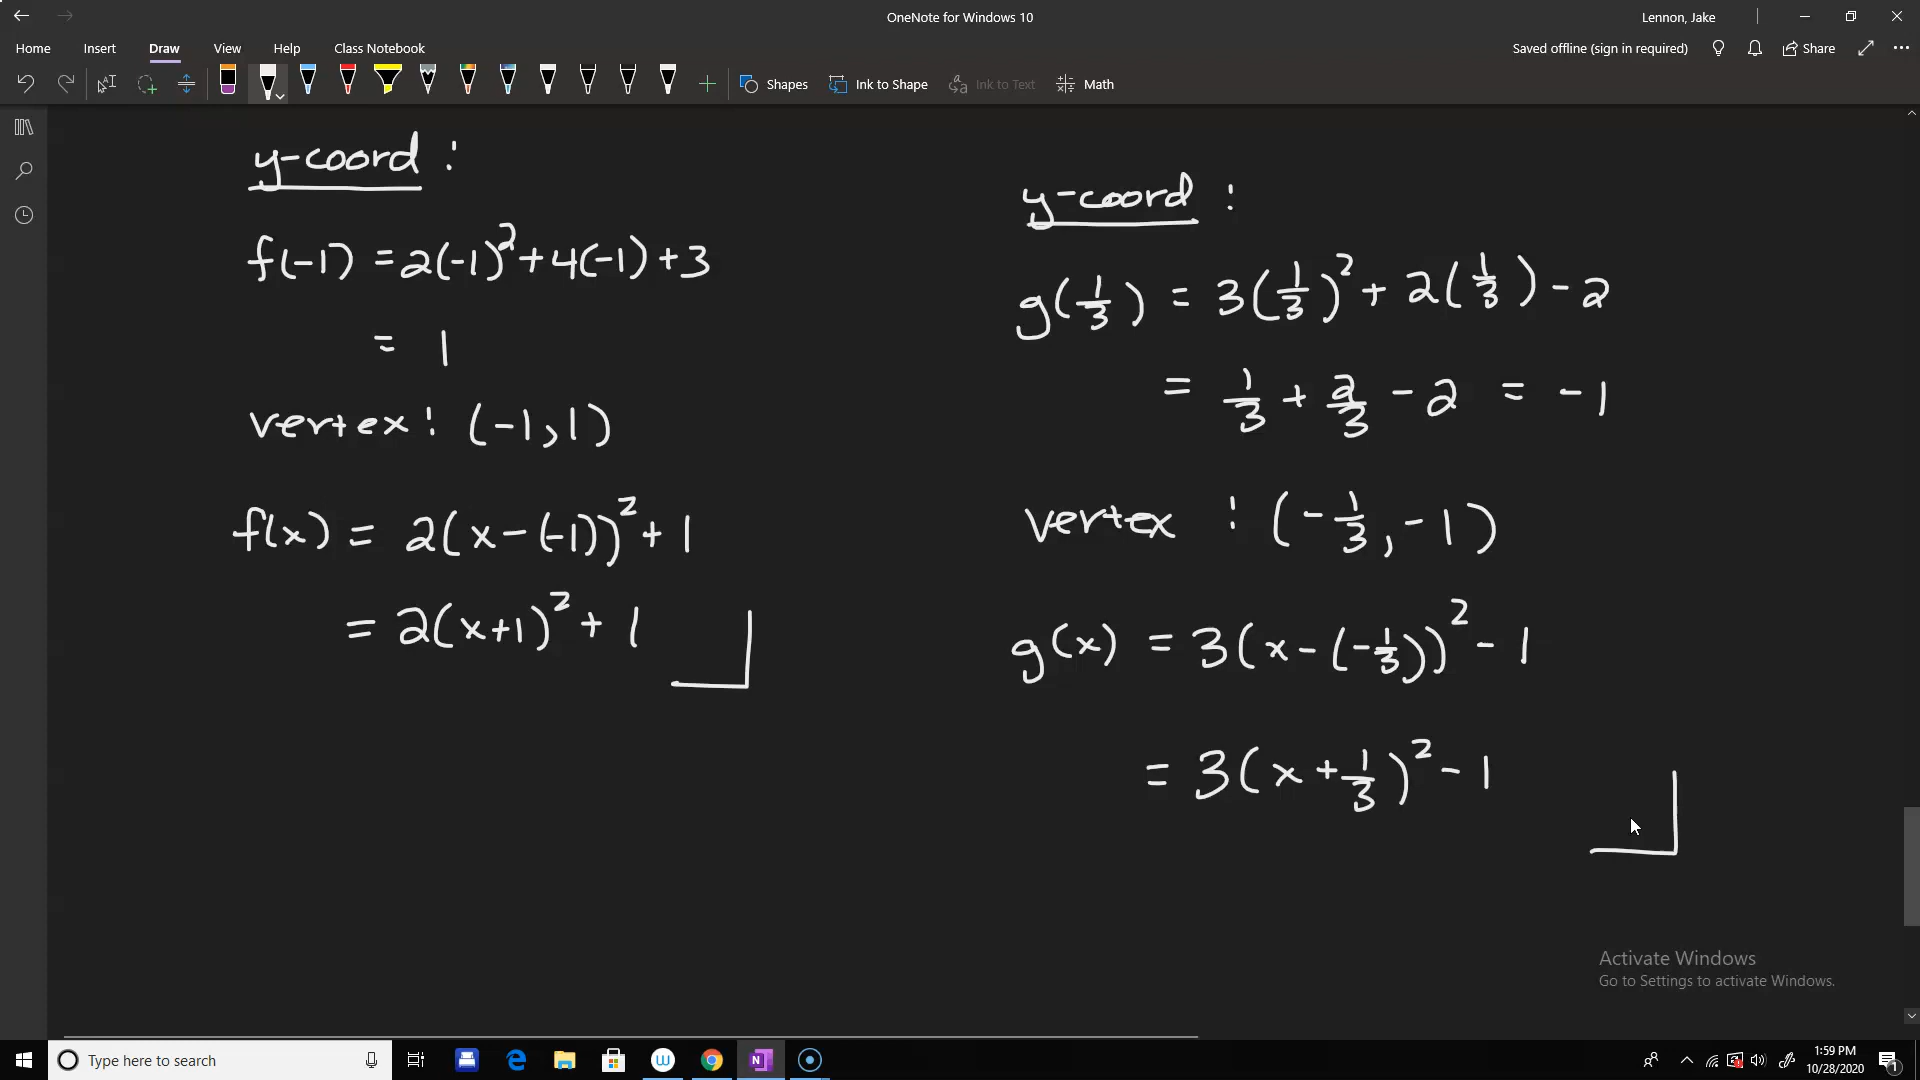 OneNote for Windows 10
Lennon, Jake
Home Insert Draw View Help Class Notebook
Saved offline (sign in required)
Share
Shapes
Ink to Shape
Ink to Text
Math
y-coord :
f(-1) = 2(-1)² + 4(-1) + 3
= 1
vertex : (-1, 1)
f(x) = 2(x - (-1))² + 1
= 2(x+1)² + 1
y-coord :
g(1/3) = 3(1/3)² + 2(1/3) - 2
= 1/3 + 2/3 - 2 = -1
vertex : (-1/3, -1)
g(x) = 3(x - (-1/3))² - 1
= 3(x + 1/3)² - 1
Activate Windows
Go to Settings to activate Windows.
Type here to search
1:59 PM
10/28/2020